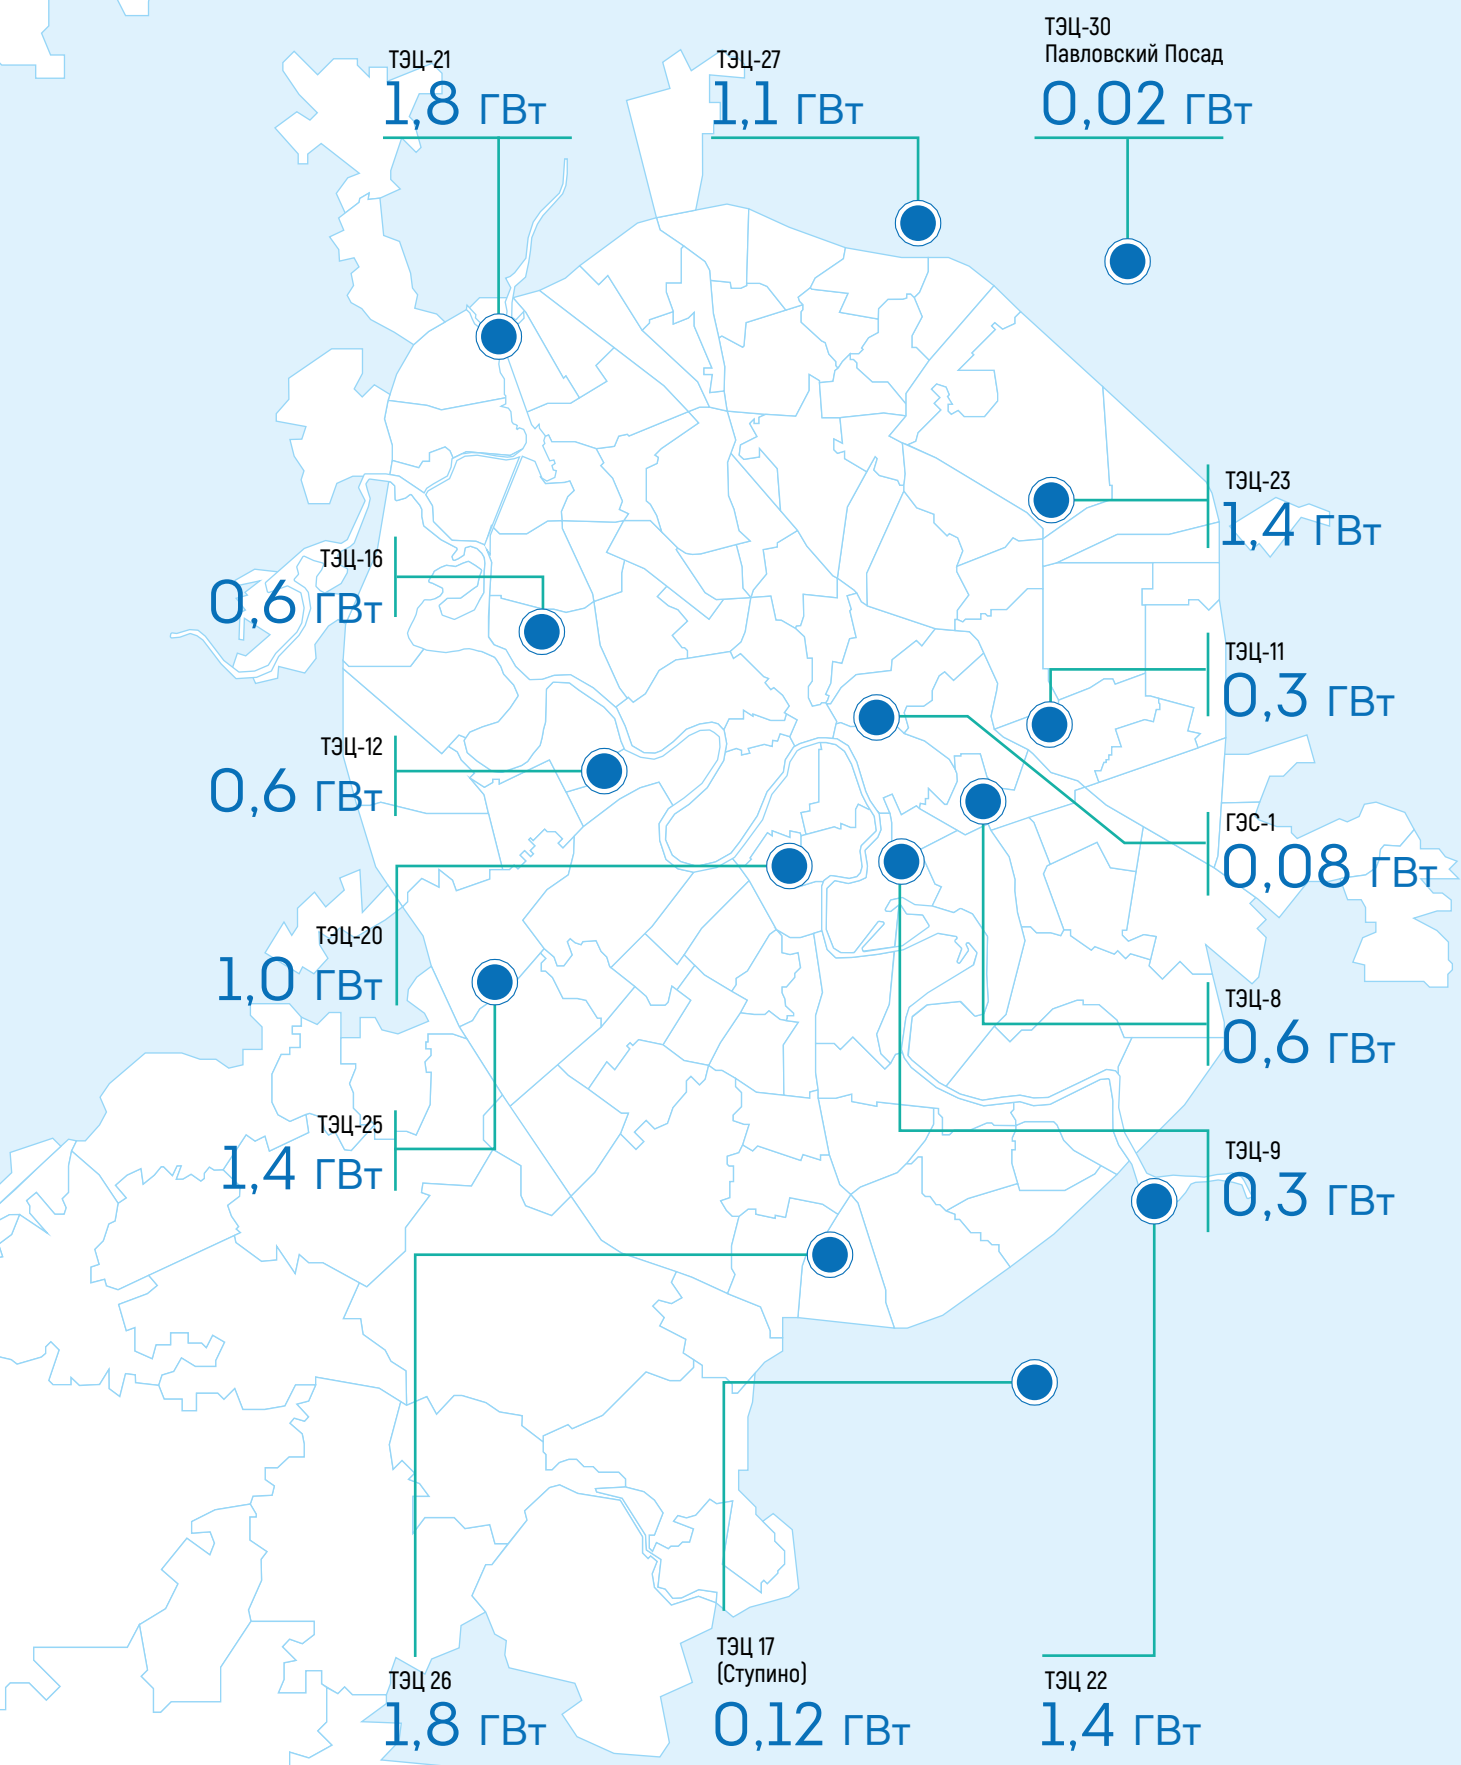 ТЭЦ-21
1,8 ГВт
ТЭЦ-27
1,1 ГВт
ТЭЦ-30
Павловский Посад
0,02 ГВт
ТЭЦ-23
1,4 ГВт
ТЭЦ-16
0,6 ГВт
ТЭЦ-11
0,3 ГВт
ТЭЦ-12
0,6 ГВт
ГЭС-1
0,08 ГВт
ТЭЦ-20
1,0 ГВт
ТЭЦ-8
0,6 ГВт
ТЭЦ-25
1,4 ГВт
ТЭЦ-9
0,3 ГВт
ТЭЦ 26
1,8 ГВт
ТЭЦ 17
(Ступино)
0,12 ГВт
ТЭЦ 22
1,4 ГВт